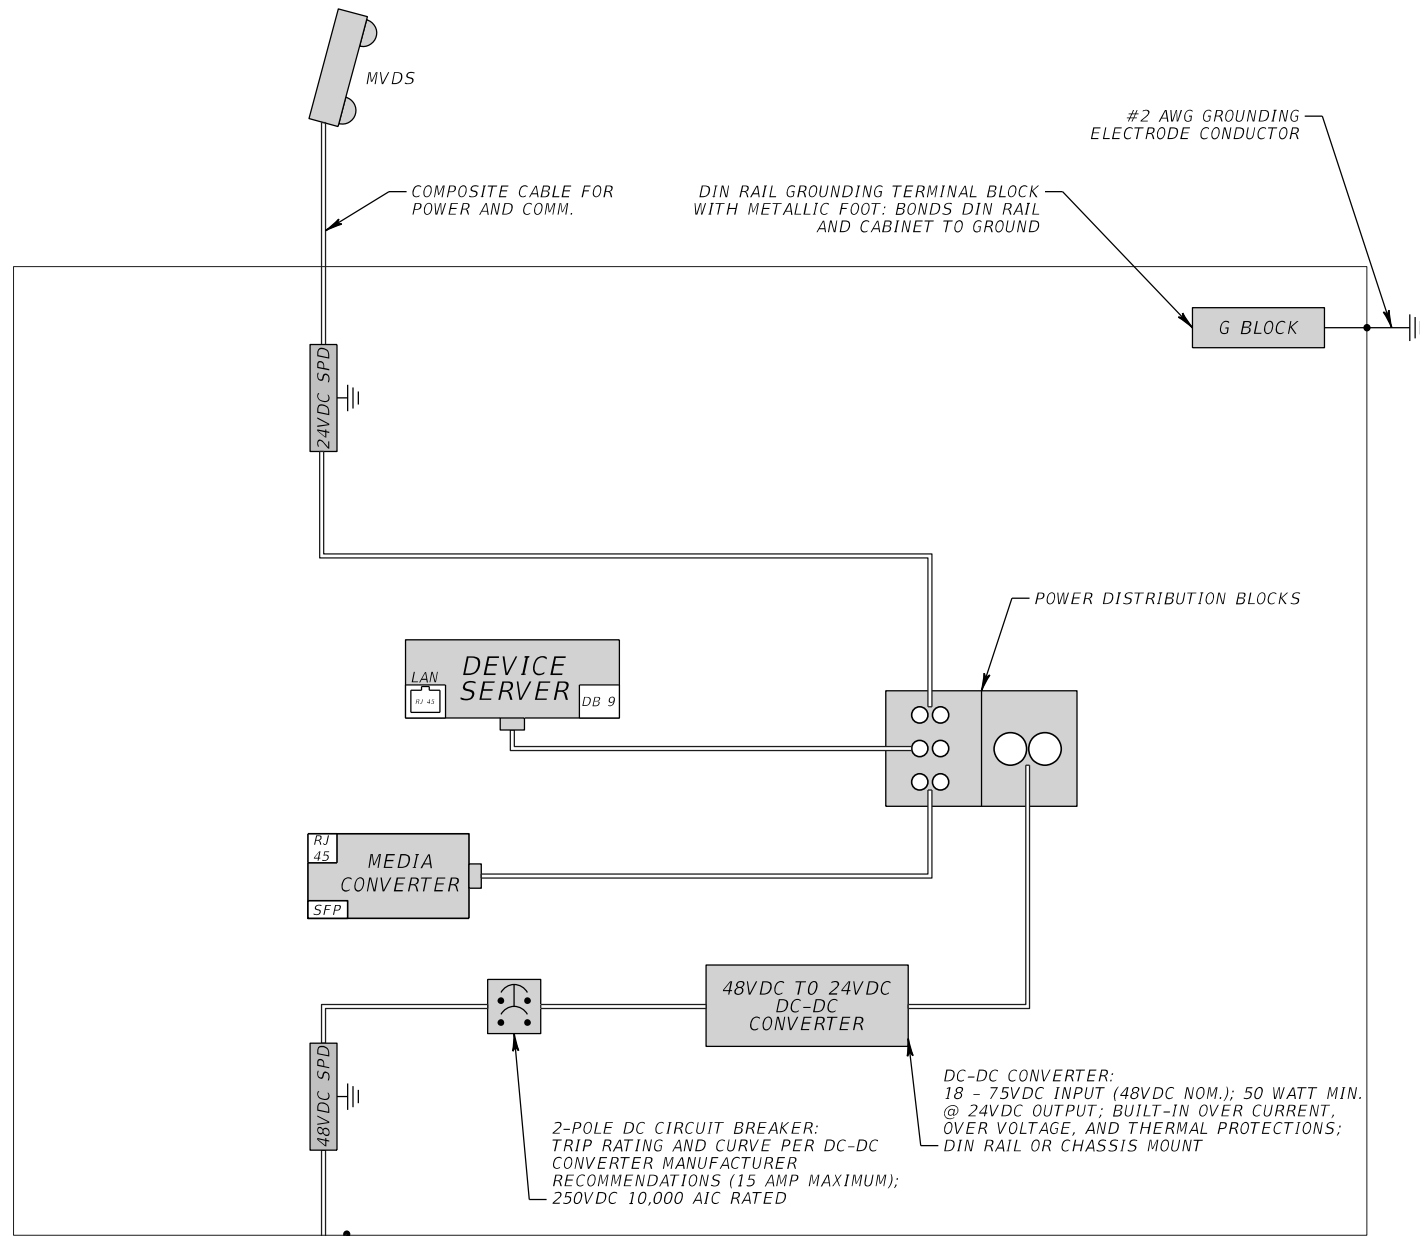 MVDS
#2 AWG GROUNDING
ELECTRODE CONDUCTOR
COMPOSITE CABLE FOR
POWER AND COMM.
DIN RAIL GROUNDING TERMINAL BLOCK
WITH METALLIC FOOT: BONDS DIN RAIL
AND CABINET TO GROUND
G BLOCK
24VDC SPD
POWER DISTRIBUTION BLOCKS
DEVICE
SERVER
LAN
RJ 45
DB 9
RJ
45
MEDIA
CONVERTER
SFP
48VDC TO 24VDC
DC-DC
CONVERTER
48VDC SPD
DC-DC CONVERTER:
18 - 75VDC INPUT (48VDC NOM.); 50 WATT MIN.
@ 24VDC OUTPUT; BUILT-IN OVER CURRENT,
OVER VOLTAGE, AND THERMAL PROTECTIONS;
DIN RAIL OR CHASSIS MOUNT
2-POLE DC CIRCUIT BREAKER:
TRIP RATING AND CURVE PER DC-DC
CONVERTER MANUFACTURER
RECOMMENDATIONS (15 AMP MAXIMUM);
250VDC 10,000 AIC RATED